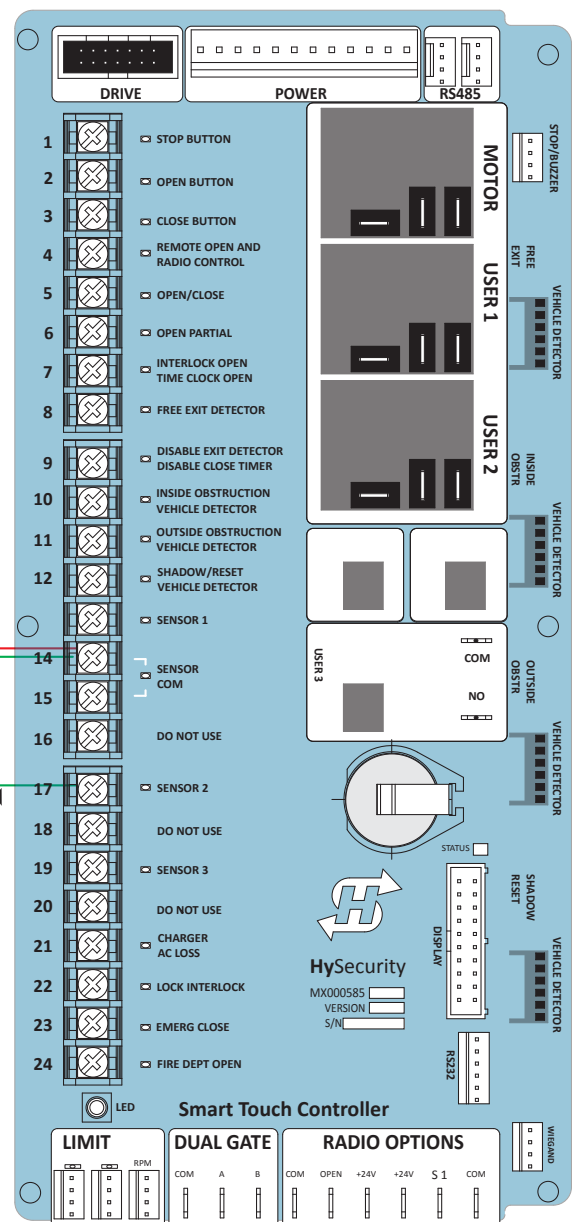 DRIVE
POWER
RS485
1 STOP BUTTON
2 OPEN BUTTON
3 CLOSE BUTTON
4 REMOTE OPEN AND
RADIO CONTROL
5 OPEN/CLOSE
6 OPEN PARTIAL
7 INTERLOCK OPEN
TIME CLOCK OPEN
8 FREE EXIT DETECTOR
9 DISABLE EXIT DETECTOR
DISABLE CLOSE TIMER
10 INSIDE OBSTRUCTION
VEHICLE DETECTOR
11 OUTSIDE OBSTRUCTION
VEHICLE DETECTOR
12 SHADOW/RESET
VEHICLE DETECTOR
SENSOR 1
14
SENSOR
COM
15
16 DO NOT USE
17 SENSOR 2
18 DO NOT USE
19 SENSOR 3
20 DO NOT USE
21 CHARGER
AC LOSS
22 LOCK INTERLOCK
23 EMERG CLOSE
24 FIRE DEPT OPEN
LED
MOTOR
USER 1
USER 2
USER 3
COM
NO
STOP/BUZZER
FREE
EXIT
VEHICLE DETECTOR
INSIDE
OBSTR
VEHICLE DETECTOR
OUTSIDE
OBSTR
VEHICLE DETECTOR
SHADOW
RESET
VEHICLE DETECTOR
STATUS
DISPLAY
HySecurity
MX000585
VERSION
S/N
RS232
WIEGAND
Smart Touch Controller
LIMIT
RPM
DUAL GATE
COM A B
RADIO OPTIONS
COM OPEN +24V +24V S 1 COM